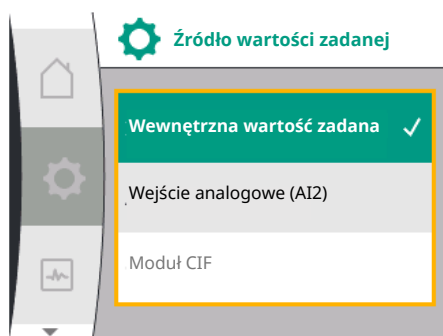 Źródło wartości zadanej
Wewnętrzna wartość zadana
Wejście analogowe (AI2)
Moduł CIF